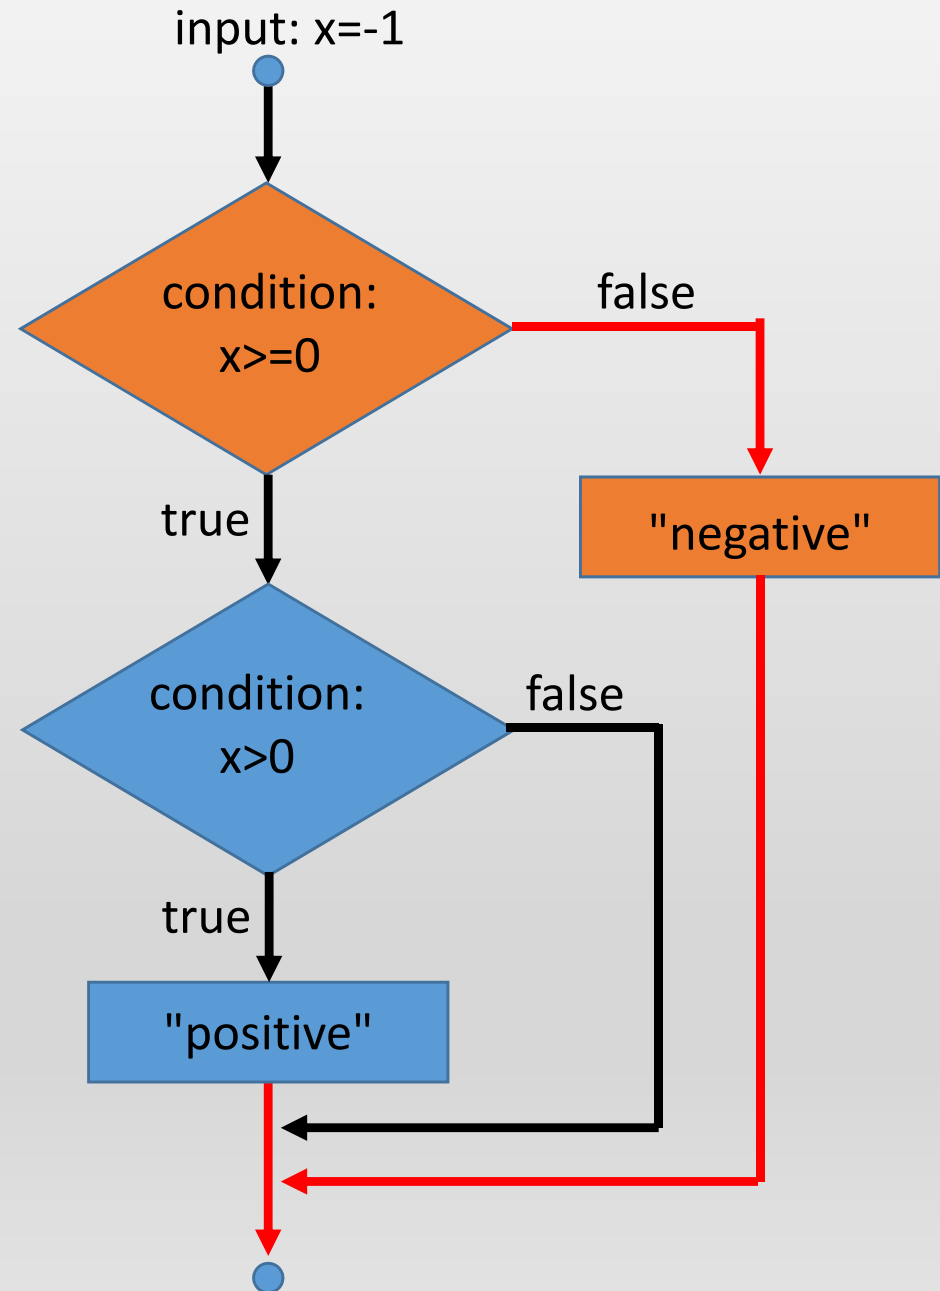 input: x=-1
condition:
x>=0
false
true
"negative"
condition:
x>0
false
true
"positive"